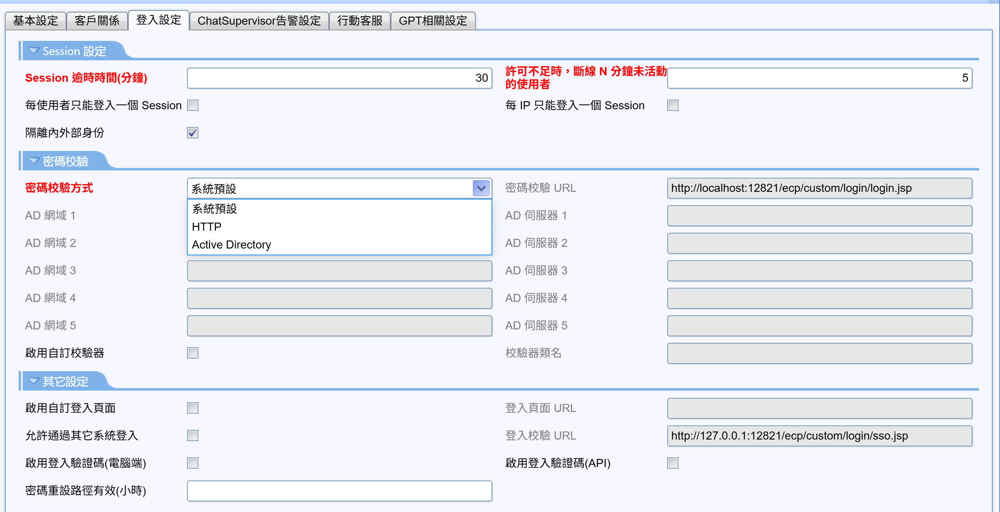 基本設定 客戶關係 登入設定 ChatSupervisor告警設定 行動客服 GPT相關設定
Session 設定
Session 逾時時間(分鐘) 30 許可不足時，斷線 N 分鐘未活動
的使用者 5
每使用者只能登入一個 Session 每 IP 只能登入一個 Session
隔離內外部身份
密碼校驗
密碼校驗方式 系統預設 密碼校驗 URL http://localhost:12821/ecp/custom/login/login.jsp
系統預設
AD 網域 1 AD 伺服器 1
HTTP
AD 網域 2 Active Directory AD 伺服器 2
AD 網域 3 AD 伺服器 3
AD 網域 4 AD 伺服器 4
AD 網域 5 AD 伺服器 5
啟用自訂校驗器 校驗器類名
其它設定
啟用自訂登入頁面 登入頁面 URL
允許通過其它系統登入 登入校驗 URL http://127.0.0.1:12821/ecp/custom/login/sso.jsp
啟用登入驗證碼(電腦端) 啟用登入驗證碼(API)
密碼重設路徑有效(小時)